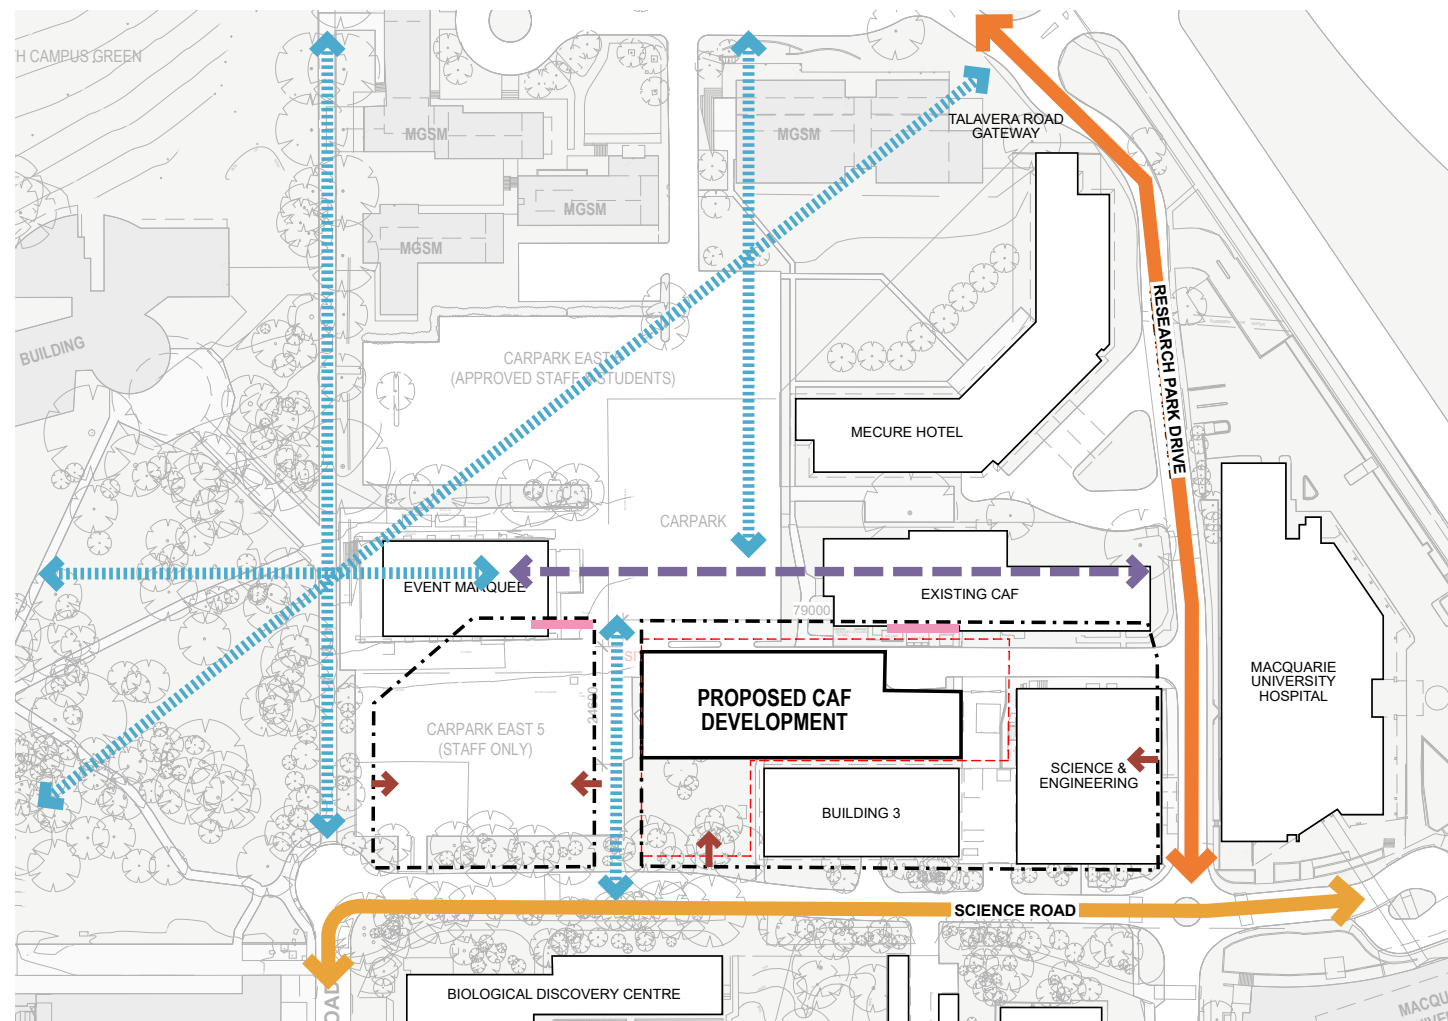 H CAMPUS GREEN
MGSM
MGSM
TALAVERA ROAD
GATEWAY
MGSM
MGSM
BUILDING
CARPARK EAST
(APPROVED STAFF & STUDENTS)
RESEARCH PARK DRIVE
MECURE HOTEL
CARPARK
EVENT MARQUEE
EXISTING CAF
79000
SI
MACQUARIE
UNIVERSITY
HOSPITAL
PROPOSED CAF
DEVELOPMENT
CARPARK EAST 5
(STAFF ONLY)
SCIENCE &
ENGINEERING
BUILDING 3
SCIENCE ROAD
BIOLOGICAL DISCOVERY CENTRE
OAD
MACQU